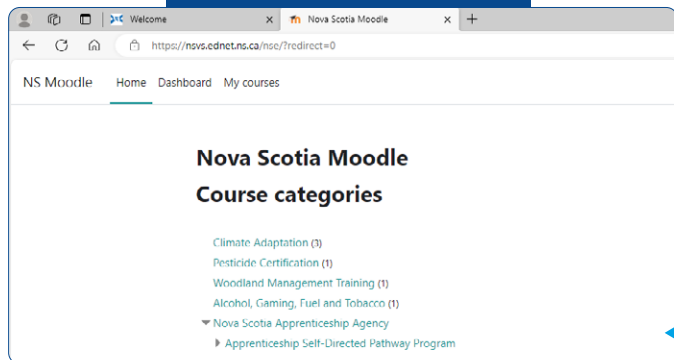 Welcome
Nova Scotia Moodle
https://nsvs.ednet.ns.ca/nse/?redirect=0
NS Moodle Home Dashboard My courses
Nova Scotia Moodle
Course categories
Climate Adaptation (3)
Pesticide Certification (1)
Woodland Management Training (1)
Alcohol, Gaming, Fuel and Tobacco (1)
Nova Scotia Apprenticeship Agency
Apprenticeship Self-Directed Pathway Program